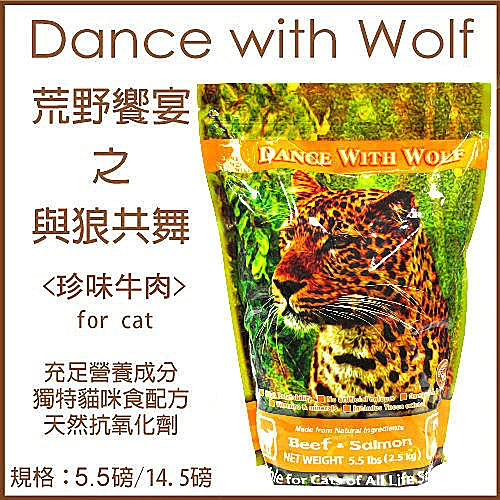 Dance with Wolf
荒野饗宴
之
與狼共舞
<珍味牛肉>
for cat
充足營養成分
獨特貓咪食配方
天然抗氧化劑
規格：5.5磅/14.5磅
DANCE WITH WOLF
Made from Natural Ingredients
Beef & Salmon
NET WEIGHT 5.5 lbs (2.5 kg)
for Cats of All Life